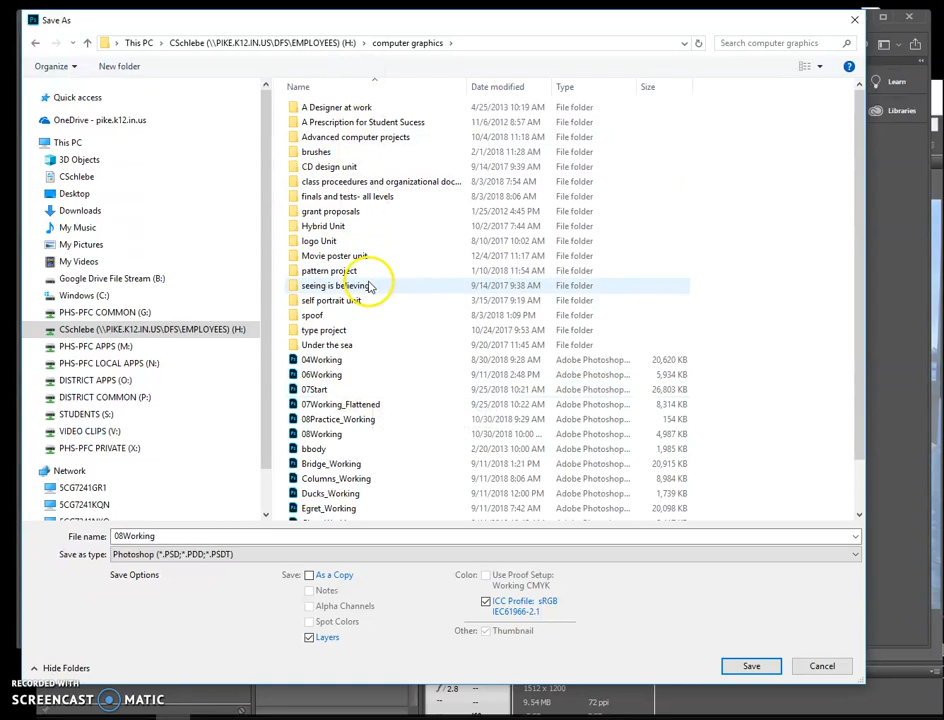 Save As
This PC > CSchlebe (\\PIKE.K12.IN.US\DFS\EMPLOYEES) (H:) > computer graphics >
Search computer graphics
Organize
New folder
Learn
Libraries
Quick access
OneDrive - pike.k12.in.us
This PC
3D Objects
CSchlebe
Desktop
Downloads
My Music
My Pictures
My Videos
Google Drive File Stream (B:)
Windows (C:)
PHS-PFC COMMON (G:)
CSchlebe (\\PIKE.K12.IN.US\DFS\EMPLOYEES) (H:)
PHS-PFC APPS (M:)
PHS-PFC LOCAL APPS (N:)
DISTRICT APPS (O:)
DISTRICT COMMON (P:)
STUDENTS (S:)
VIDEO CLIPS (V:)
PHS-PFC PRIVATE (X:)
Network
5CG7241GR1
5CG7241KQN
Name Date modified Type Size
A Designer at work 4/25/2013 10:19 AM File folder
A Prescription for Student Sucess 11/6/2012 8:57 AM File folder
Advanced computer projects 10/4/2018 11:18 AM File folder
brushes 2/1/2018 11:28 AM File folder
CD design unit 9/14/2017 9:39 AM File folder
class proceedures and organizational doc... 8/3/2018 7:54 AM File folder
finals and tests- all levels 8/3/2018 8:06 AM File folder
grant proposals 1/25/2012 4:45 PM File folder
Hybrid Unit 10/2/2017 7:44 AM File folder
logo Unit 8/10/2017 10:02 AM File folder
Movie poster unit 12/4/2017 11:17 AM File folder
pattern project 1/10/2018 11:54 AM File folder
seeing is believing 9/14/2017 9:38 AM File folder
self portrait unit 3/15/2017 9:19 AM File folder
spoof 8/3/2018 1:09 PM File folder
type project 10/24/2017 9:53 AM File folder
Under the sea 9/20/2017 11:45 AM File folder
04Working 8/30/2018 9:28 AM Adobe Photoshop... 20,620 KB
06Working 9/11/2018 2:48 PM Adobe Photoshop... 5,934 KB
07Start 9/25/2018 10:21 AM Adobe Photoshop... 26,803 KB
07Working_Flattened 9/25/2018 10:22 AM Adobe Photoshop... 8,314 KB
08Practice_Working 10/30/2018 9:29 AM Adobe Photoshop... 154 KB
08Working 10/30/2018 10:00 ... Adobe Photoshop... 4,987 KB
bbody 2/20/2013 10:00 AM Adobe Photoshop... 1,985 KB
Bridge_Working 9/11/2018 1:21 PM Adobe Photoshop... 20,915 KB
Columns_Working 9/11/2018 8:06 AM Adobe Photoshop... 8,984 KB
Ducks_Working 9/11/2018 12:00 PM Adobe Photoshop... 1,739 KB
Egret_Working 9/11/2018 7:42 AM Adobe Photoshop... 20,098 KB
File name: 08Working
Save as type: Photoshop (*.PSD;*.PDD;*.PSDT)
Save Options
Save: As a Copy
Notes
Alpha Channels
Spot Colors
Layers
Color: Use Proof Setup:
Working CMYK
ICC Profile: sRGB
IEC61966-2.1
Other: Thumbnail
Hide Folders
Save
Cancel
RECORDED WITH
SCREENCAST MATIC
f/2.8 --
1512 x 1200
9.54 MB 72 ppi